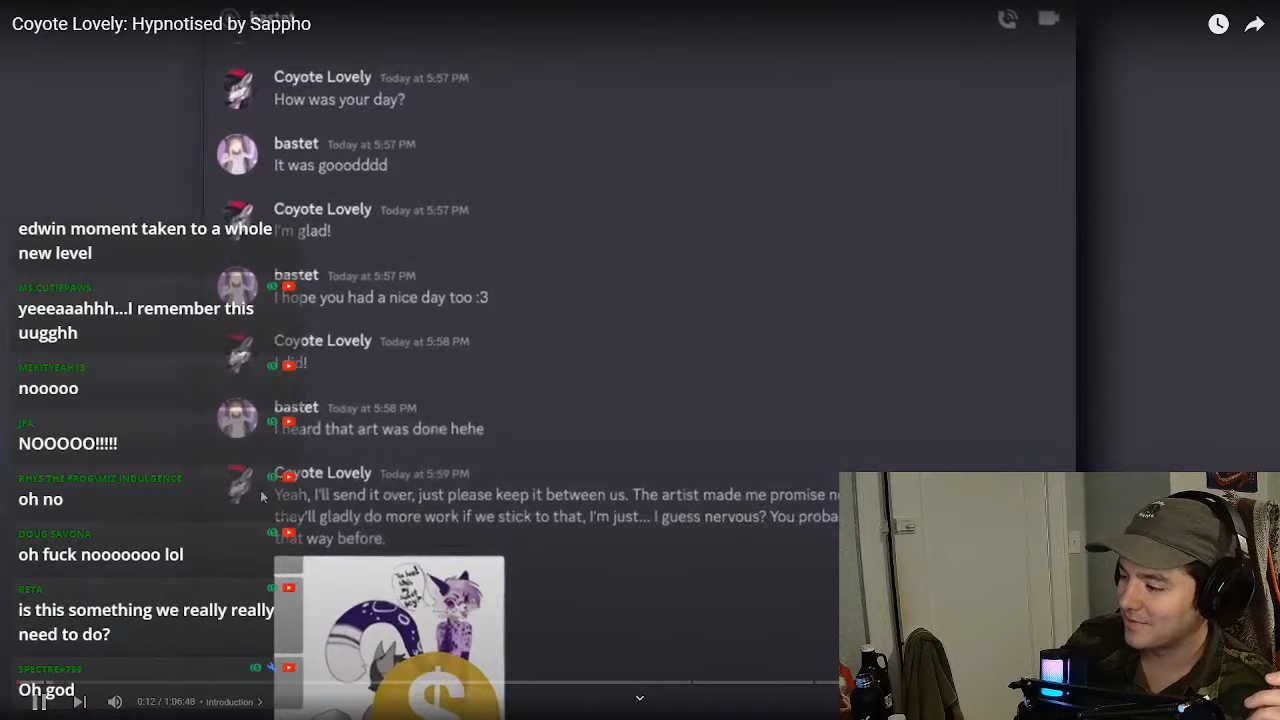 Coyote Lovely: Hypnotised by Sappho
bastet
Coyote Lovely Today at 5:57 PM
How was your day?
bastet Today at 5:57 PM
It was gooodddd
Coyote Lovely Today at 5:57 PM
I'm glad!
bastet Today at 5:57 PM
I hope you had a nice day too :3
Coyote Lovely Today at 5:58 PM
I did!
bastet Today at 5:58 PM
I heard that art was done hehe
Coyote Lovely Today at 5:59 PM
Yeah, I'll send it over, just please keep it between us. The artist made me promise
they'll gladly do more work if we stick to that, I'm just... I guess nervous? You
that way before.
edwin moment taken to a whole
new level
MS.CUTIEPAWS
yeeeaaahhh...I remember this
uugghh
MEKITYEAH13
nooooo
JPA
NOOOOO!!!!!
RHYS THE FROG\MIZ INDULGENCE
oh no
DOUG SAVONA
oh fuck nooooooo lol
RETA
is this something we really really
need to do?
SPECTRE#799
Oh god
0:12 / 1:06:48 • Introduction
$